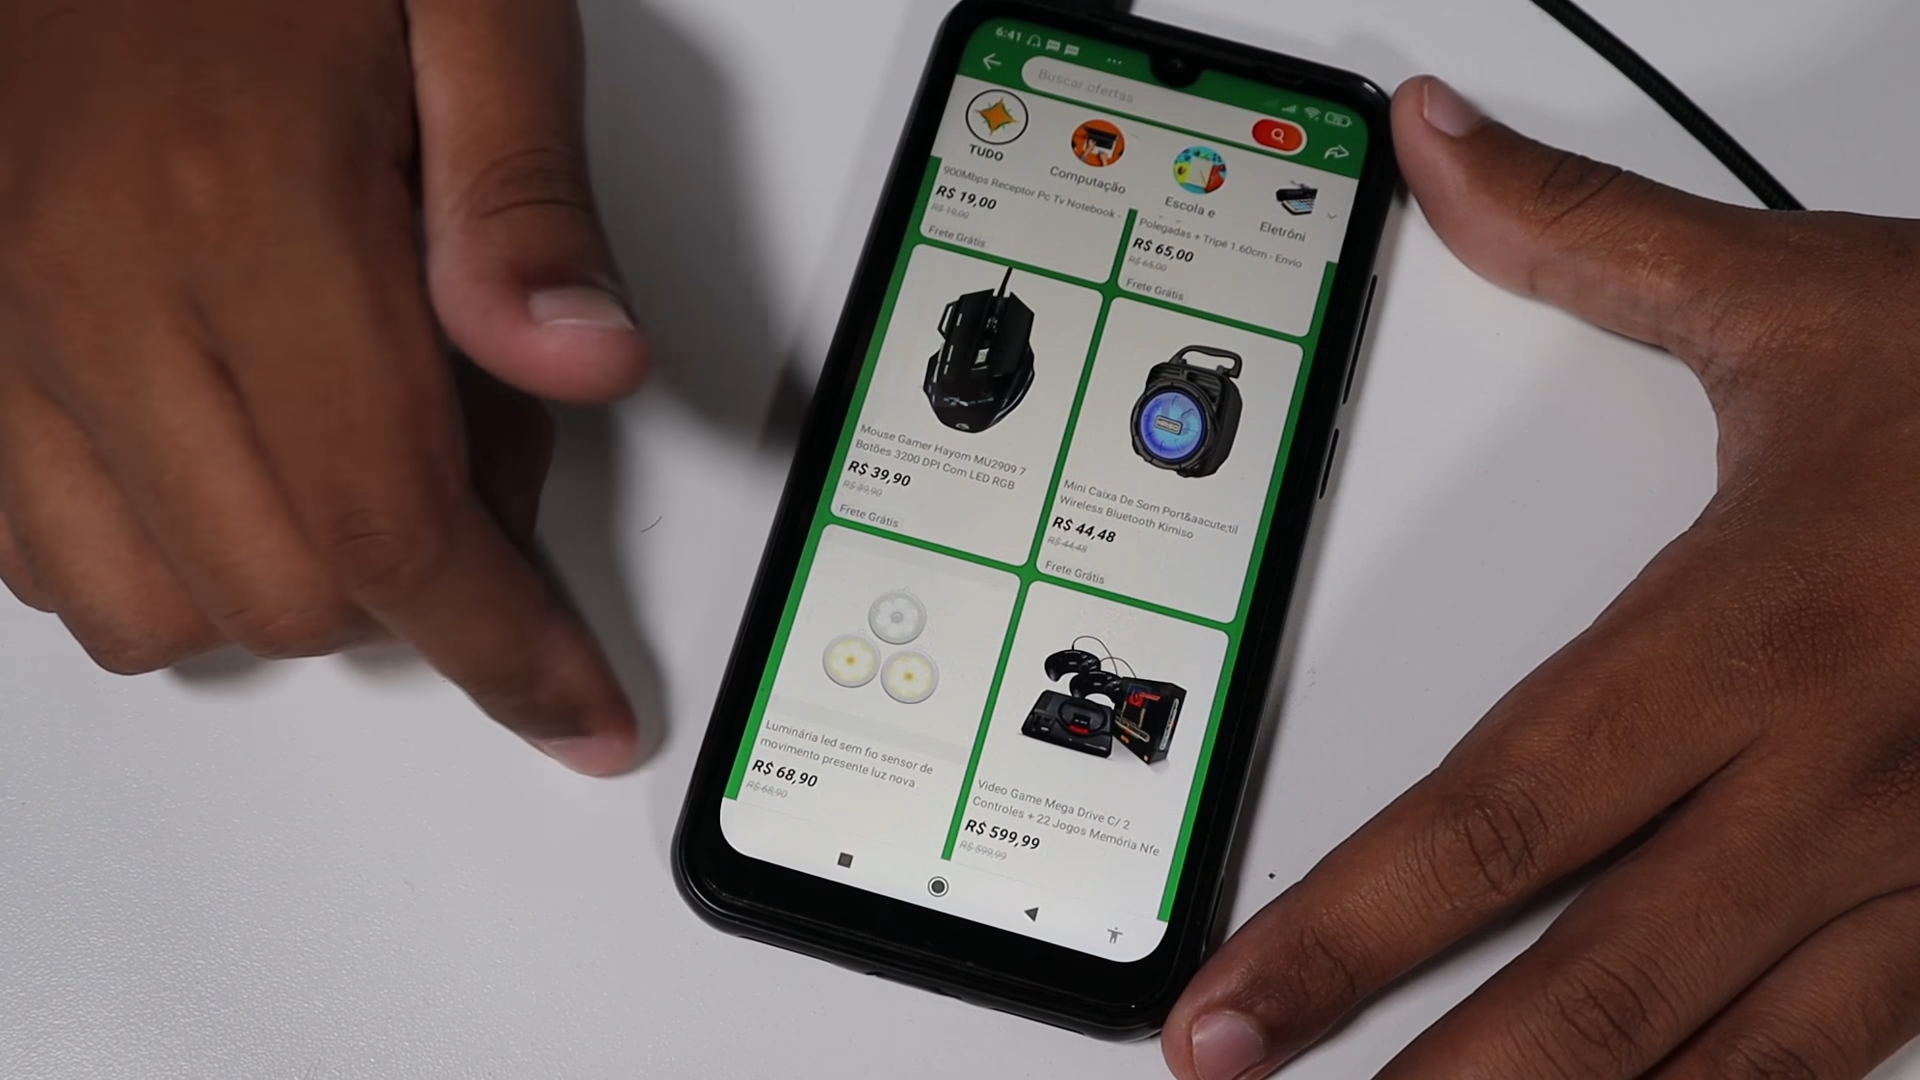 6:41
Buscar ofertas
TUDO
Computação
Escola e
Eletrôni
900Mbps Receptor Pc Tv Notebook -
R$ 19,00
R$ 19,00
Frete Grátis
Polegadas + Tripé 1.60cm - Envio
R$ 65,00
R$ 65,00
Frete Grátis
Mouse Gamer Hayom MU2909 7
Botões 3200 DPI Com LED RGB
R$ 39,90
R$ 39,90
Frete Grátis
Mini Caixa De Som Port&aacute;til
Wireless Bluetooth Kimiso
R$ 44,48
R$ 44,48
Frete Grátis
Luminária led sem fio sensor de
movimento presente luz nova
R$ 68,90
R$ 68,90
Video Game Mega Drive C/ 2
Controles + 22 Jogos Memória Nfe
R$ 599,99
R$ 599,99